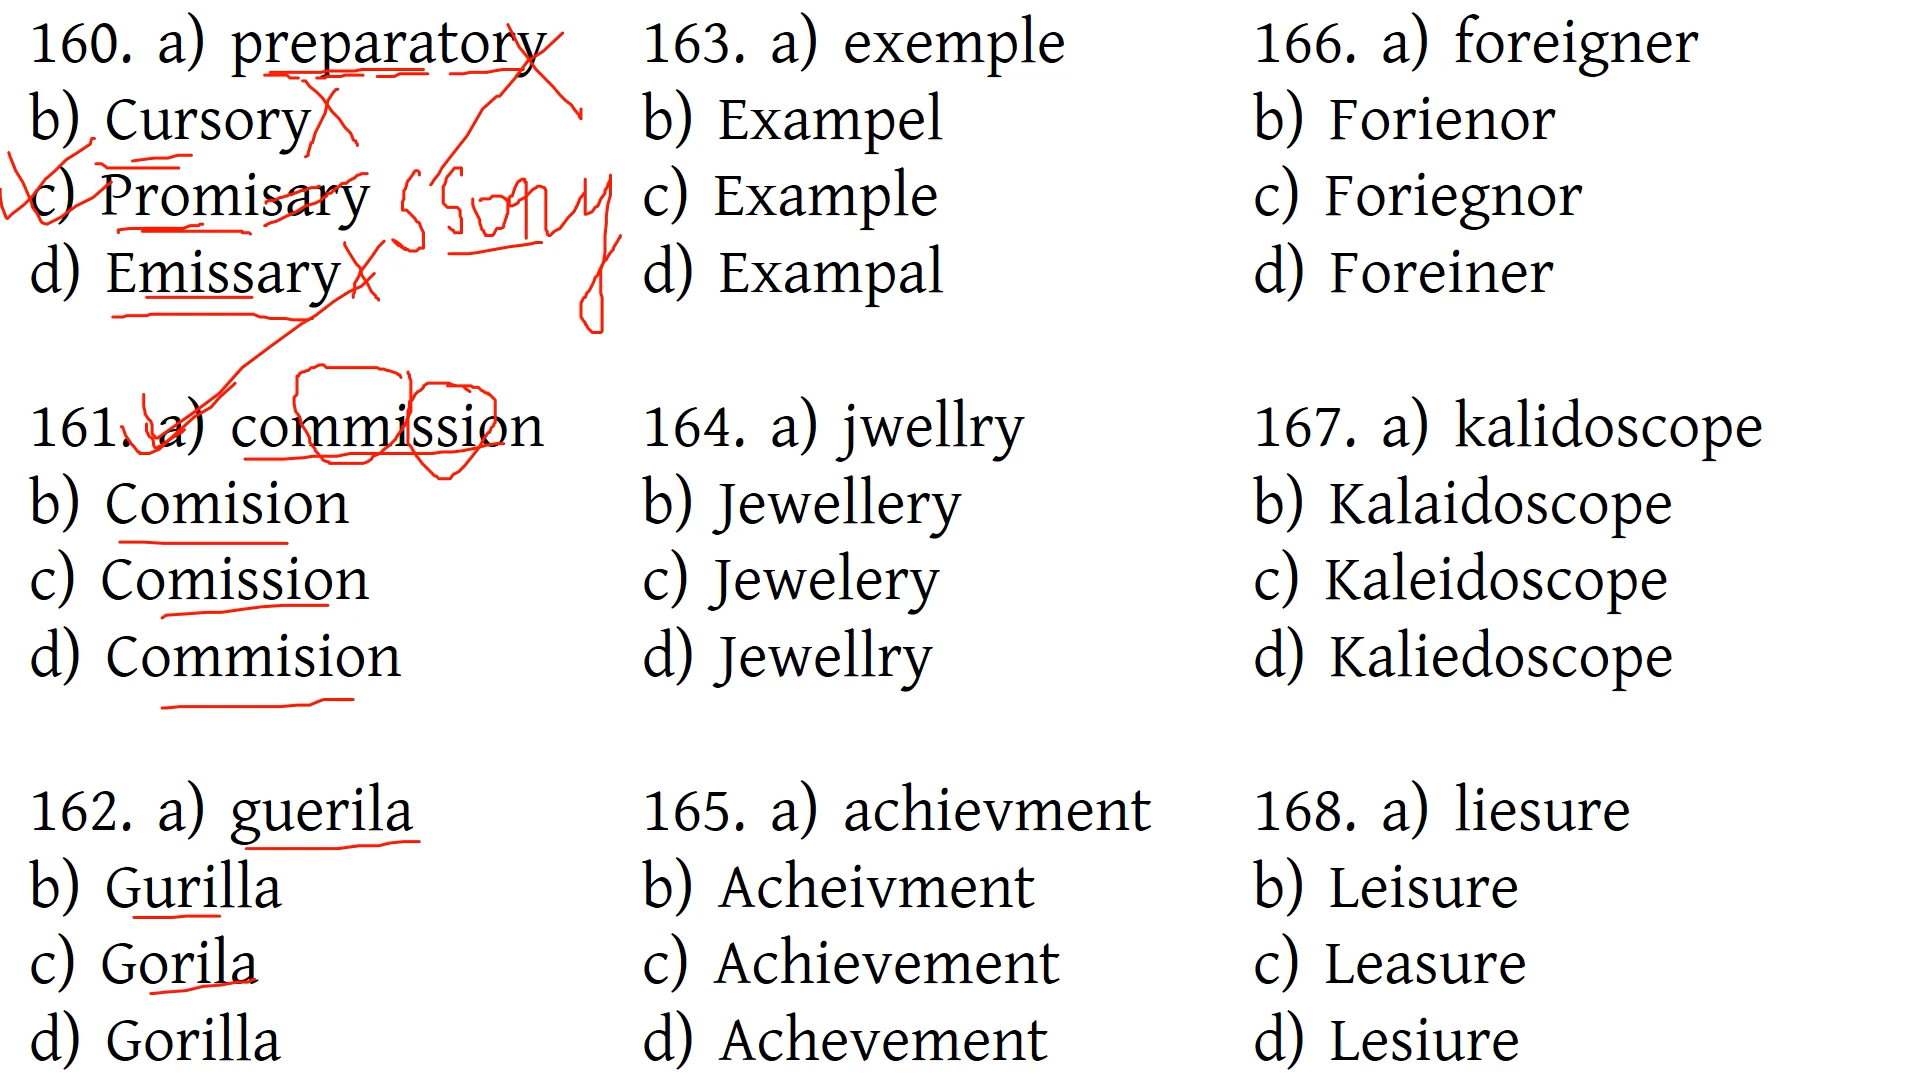 160. a) preparatory
b) Cursory
c) Promisary
ssory
d) Emissary
161. a) commission
b) Comision
c) Comission
d) Commision
162. a) guerila
b) Gurilla
c) Gorila
d) Gorilla
163. a) exemple
b) Exampel
c) Example
d) Exampal
164. a) jwellry
b) Jewellery
c) Jewelery
d) Jewellry
165. a) achievment
b) Acheivment
c) Achievement
d) Achevement
166. a) foreigner
b) Forienor
c) Foriegnor
d) Foreiner
167. a) kalidoscope
b) Kalaidoscope
c) Kaleidoscope
d) Kaliedoscope
168. a) liesure
b) Leisure
c) Leasure
d) Lesiure